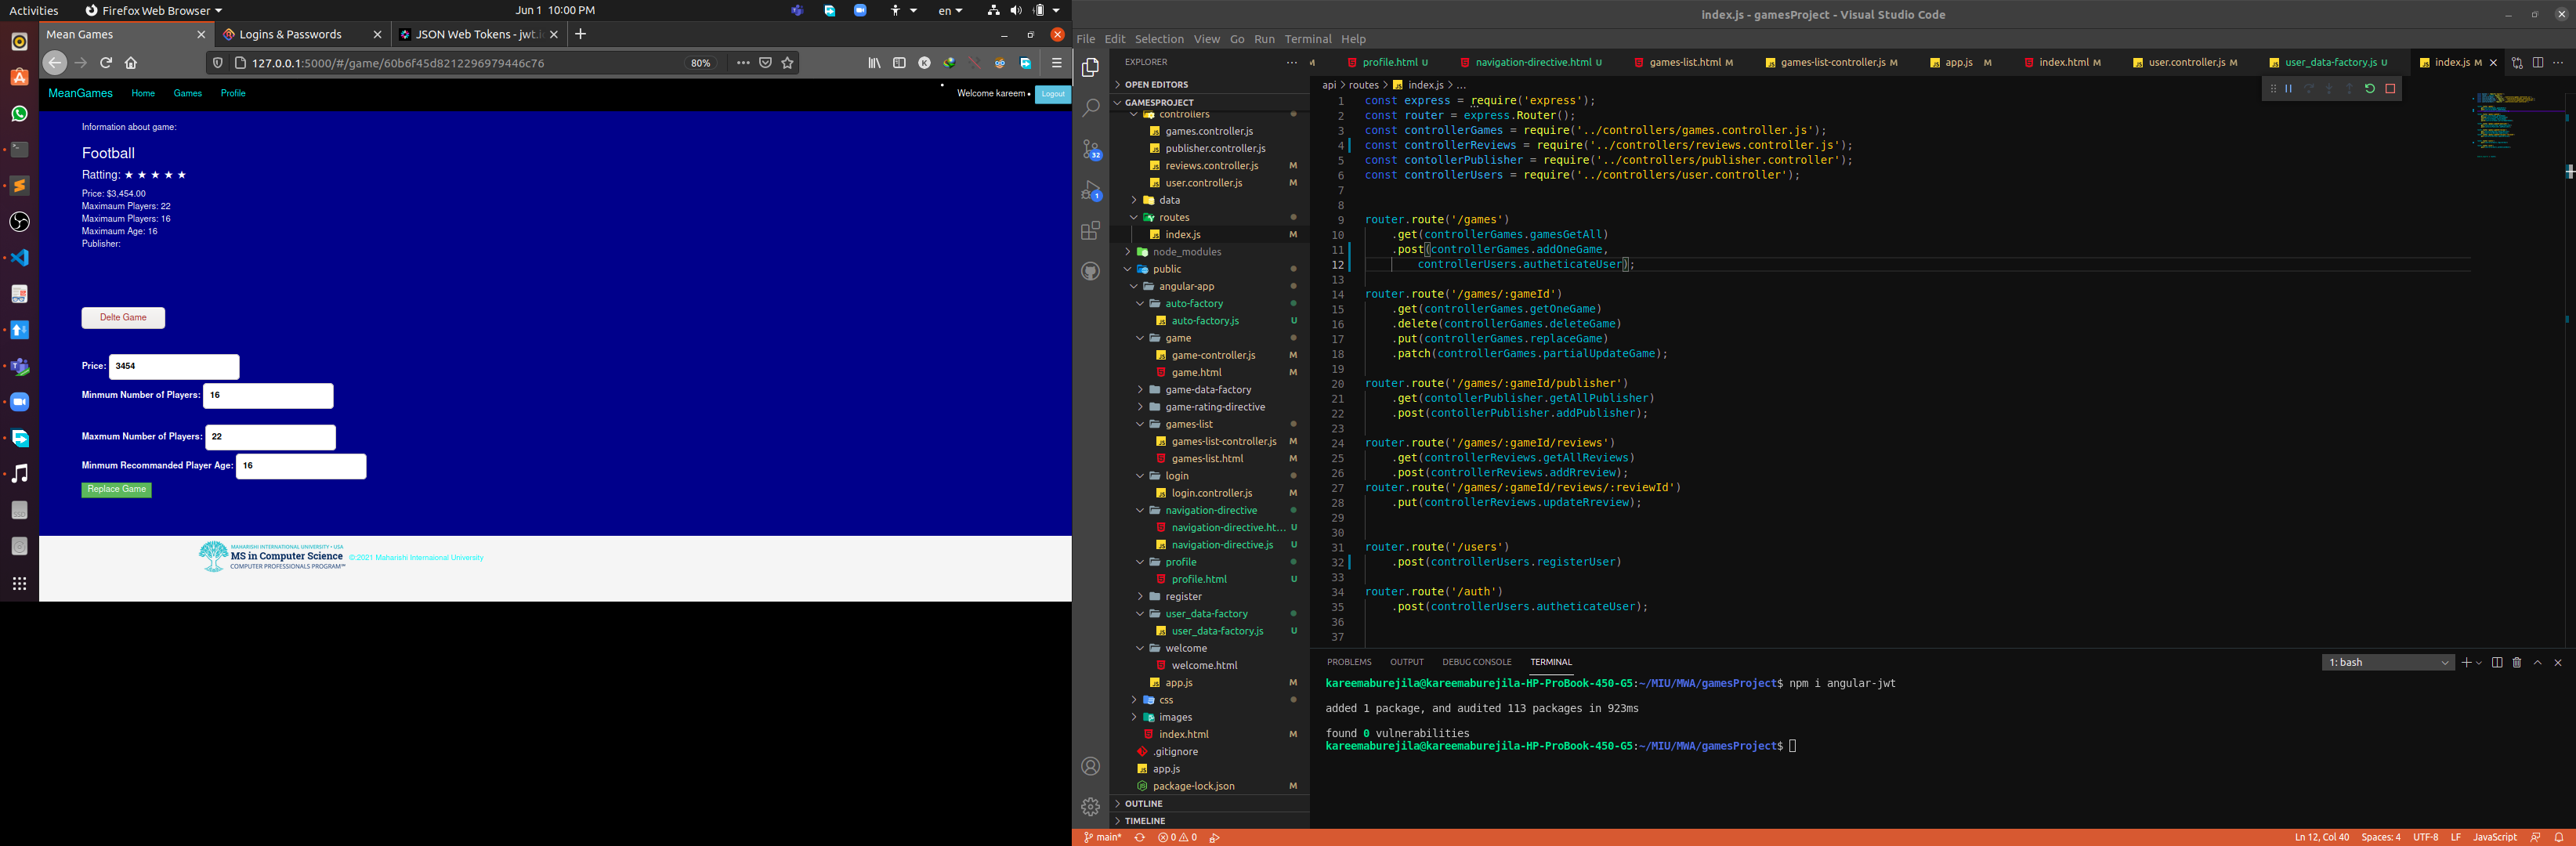 Activities
Firefox Web Browser
Jun 1 10:00 PM
en
Mean Games
Logins & Passwords
JSON Web Tokens - jwt.i
127.0.0.1:5000/#/game/60b6f45d8212296979446c76
80%
MeanGames
Home
Games
Profile
Welcome kareem
Logout
Information about game:
Football
Ratting: ★ ★ ★ ★ ★
Price: $3,454.00
Maximaum Players: 22
Maximaum Players: 16
Maximaum Age: 16
Publisher:
Delte Game
Price: 3454
Minmum Number of Players: 16
Maxmum Number of Players: 22
Minmum Recommanded Player Age: 16
Replace Game
MAHARISHI INTERNATIONAL UNIVERSITY • USA
MS in Computer Science
COMPUTER PROFESSIONALS PROGRAM℠
© 2021 Maharishi Internaional University
index.js - gamesProject - Visual Studio Code
File Edit Selection View Go Run Terminal Help
EXPLORER
OPEN EDITORS
GAMESPROJECT
controllers
games.controller.js
publisher.controller.js
reviews.controller.js M
user.controller.js M
data
routes
index.js M
node_modules
public
angular-app
auto-factory
auto-factory.js U
game
game-controller.js M
game.html M
game-data-factory
game-rating-directive
games-list
games-list-controller.js M
games-list.html M
login
login.controller.js M
navigation-directive
navigation-directive.ht... U
navigation-directive.js U
profile
profile.html U
register
user_data-factory
user_data-factory.js U
welcome
welcome.html
app.js M
css
images
index.html M
.gitignore
app.js
package-lock.json M
OUTLINE
TIMELINE
32
1
M profile.html U navigation-directive.html U games-list.html M games-list-controller.js M app.js M index.html M user.controller.js M user_data-factory.js U index.js M
api > routes > index.js > ...
1 const express = require('express');
2 const router = express.Router();
3 const controllerGames = require('../controllers/games.controller.js');
4 const controllerReviews = require('../controllers/reviews.controller.js');
5 const contollerPublisher = require('../controllers/publisher.controller');
6 const controllerUsers = require('../controllers/user.controller');
7
8
9 router.route('/games')
10 .get(controllerGames.gamesGetAll)
11 .post(controllerGames.addOneGame,
12 controllerUsers.autheticateUser);
13
14 router.route('/games/:gameId')
15 .get(controllerGames.getOneGame)
16 .delete(controllerGames.deleteGame)
17 .put(controllerGames.replaceGame)
18 .patch(controllerGames.partialUpdateGame);
19
20 router.route('/games/:gameId/publisher')
21 .get(contollerPublisher.getAllPublisher)
22 .post(contollerPublisher.addPublisher);
23
24 router.route('/games/:gameId/reviews')
25 .get(controllerReviews.getAllReviews)
26 .post(controllerReviews.addRreview);
27 router.route('/games/:gameId/reviews/:reviewId')
28 .put(controllerReviews.updateRreview);
29
30
31 router.route('/users')
32 .post(controllerUsers.registerUser)
33
34 router.route('/auth')
35 .post(controllerUsers.autheticateUser);
36
37
PROBLEMS OUTPUT DEBUG CONSOLE TERMINAL
1: bash
kareemaburejila@kareemaburejila-HP-ProBook-450-G5:~/MIU/MWA/gamesProject$ npm i angular-jwt
added 1 package, and audited 113 packages in 923ms
found 0 vulnerabilities
kareemaburejila@kareemaburejila-HP-ProBook-450-G5:~/MIU/MWA/gamesProject$
main* 0 0
Ln 12, Col 40 Spaces: 4 UTF-8 LF JavaScript